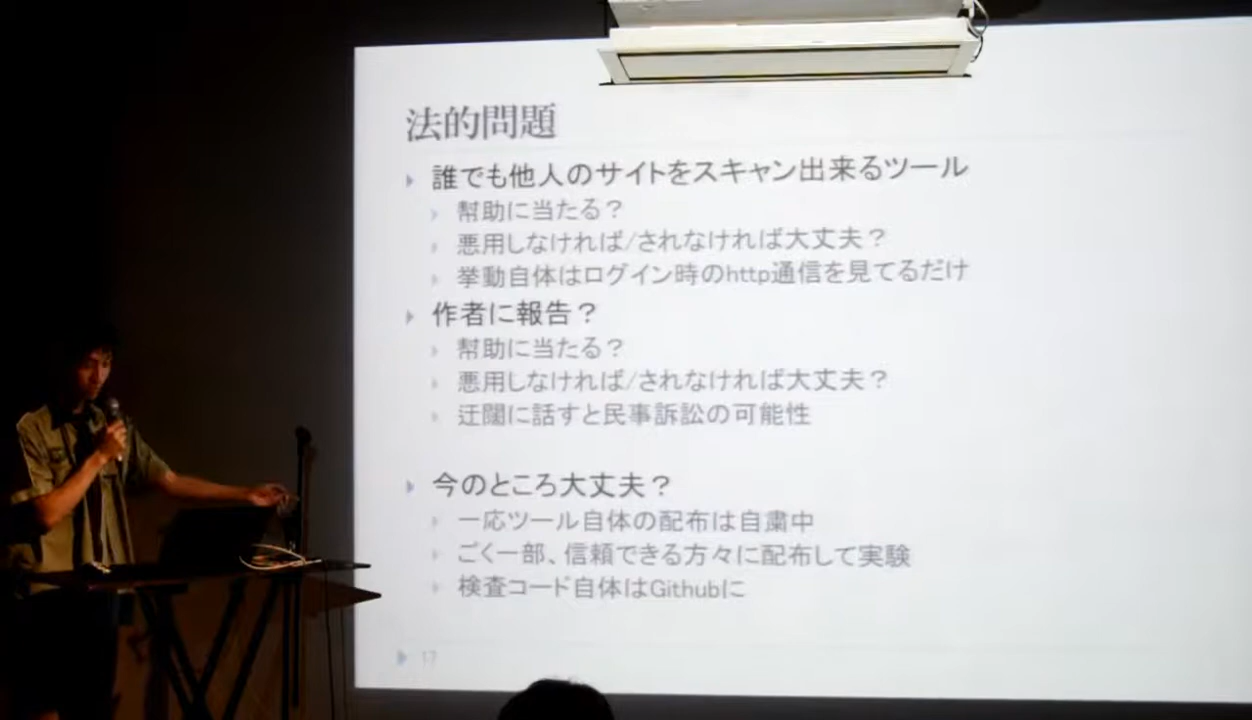 法的問題
誰でも他人のサイトをスキャン出来るツール
幇助に当たる？
悪用しなければ/されなければ大丈夫？
挙動自体はログイン時のhttp通信を見てるだけ
作者に報告？
幇助に当たる？
悪用しなければ/されなければ大丈夫？
迂闊に話すと民事訴訟の可能性
今のところ大丈夫？
一応ツール自体の配布は自粛中
ごく一部、信頼できる方々に配布して実験
検査コード自体はGithubに
17